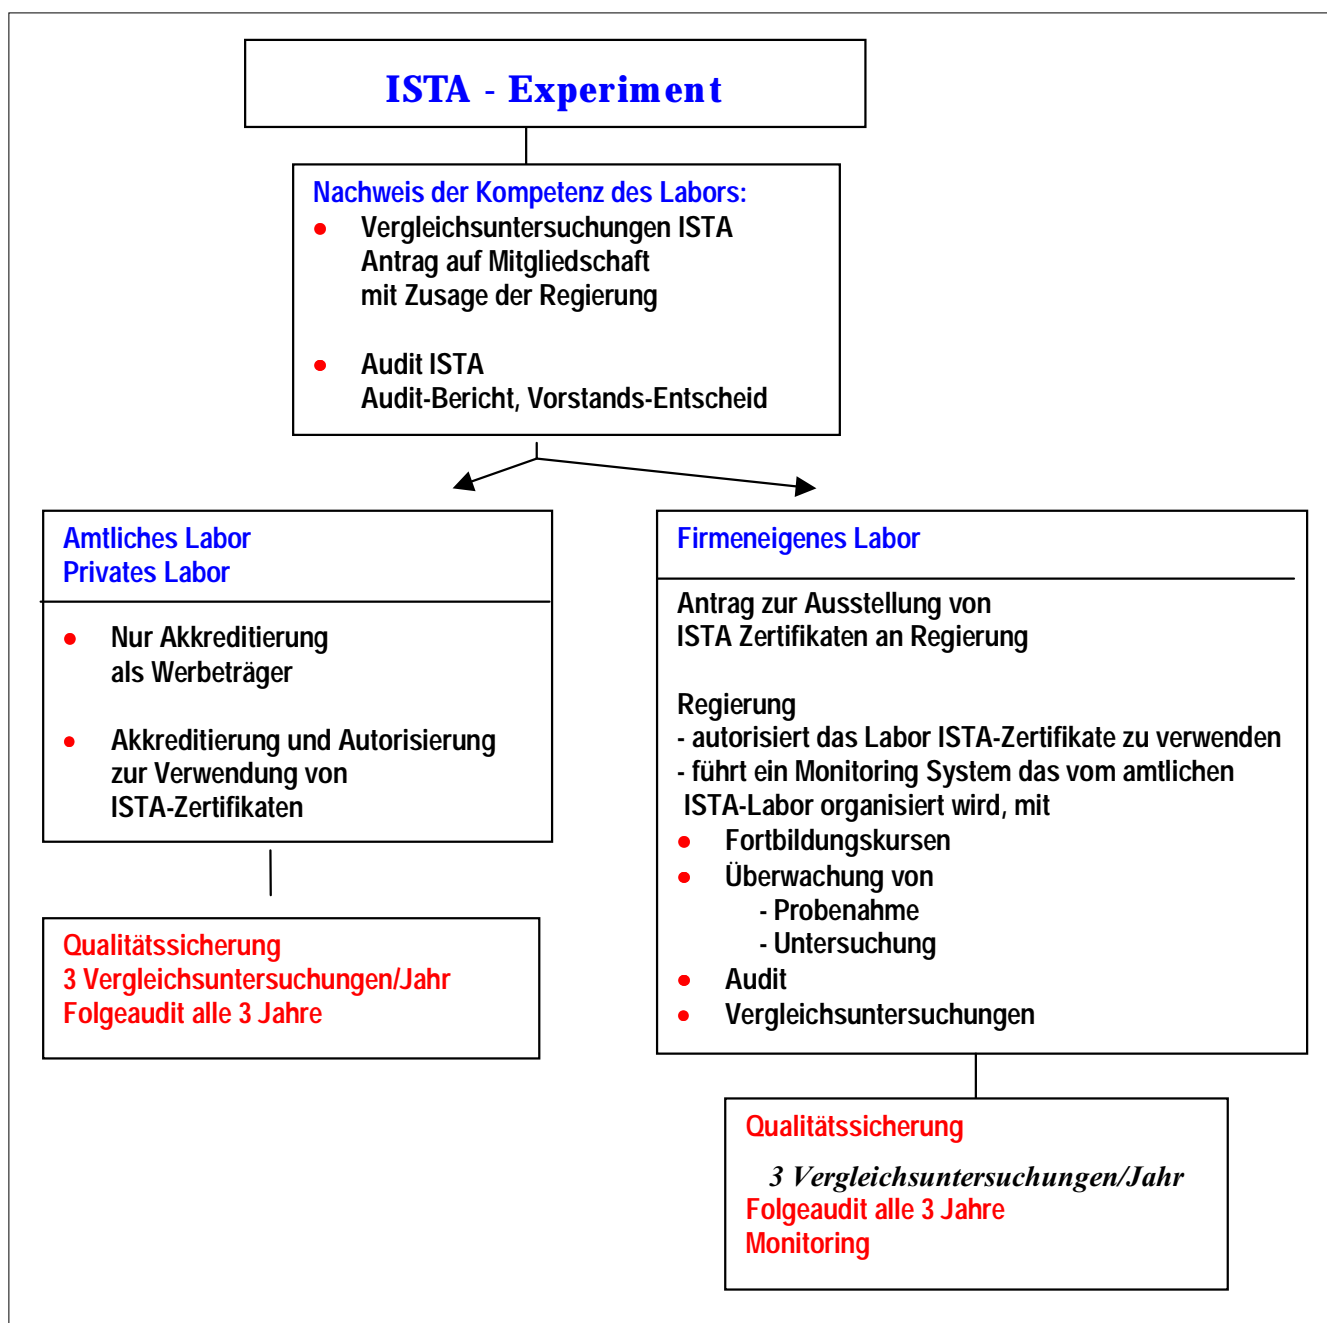 ISTA - Experiment
Nachweis der Kompetenz des Labors:
● Vergleichsuntersuchungen ISTA
Antrag auf Mitgliedschaft
mit Zusage der Regierung
● Audit ISTA
Audit-Bericht, Vorstands-Entscheid
Amtliches Labor
Privates Labor
● Nur Akkreditierung
als Werbeträger
● Akkreditierung und Autorisierung
zur Verwendung von
ISTA-Zertifikaten
Qualitätssicherung
3 Vergleichsuntersuchungen/Jahr
Folgeaudit alle 3 Jahre
Firmeneigenes Labor
Antrag zur Ausstellung von
ISTA Zertifikaten an Regierung
Regierung
- autorisiert das Labor ISTA-Zertifikate zu verwenden
- führt ein Monitoring System das vom amtlichen
ISTA-Labor organisiert wird, mit
● Fortbildungskursen
● Überwachung von
- Probenahme
- Untersuchung
● Audit
● Vergleichsuntersuchungen
Qualitätssicherung
3 Vergleichsuntersuchungen/Jahr
Folgeaudit alle 3 Jahre
Monitoring